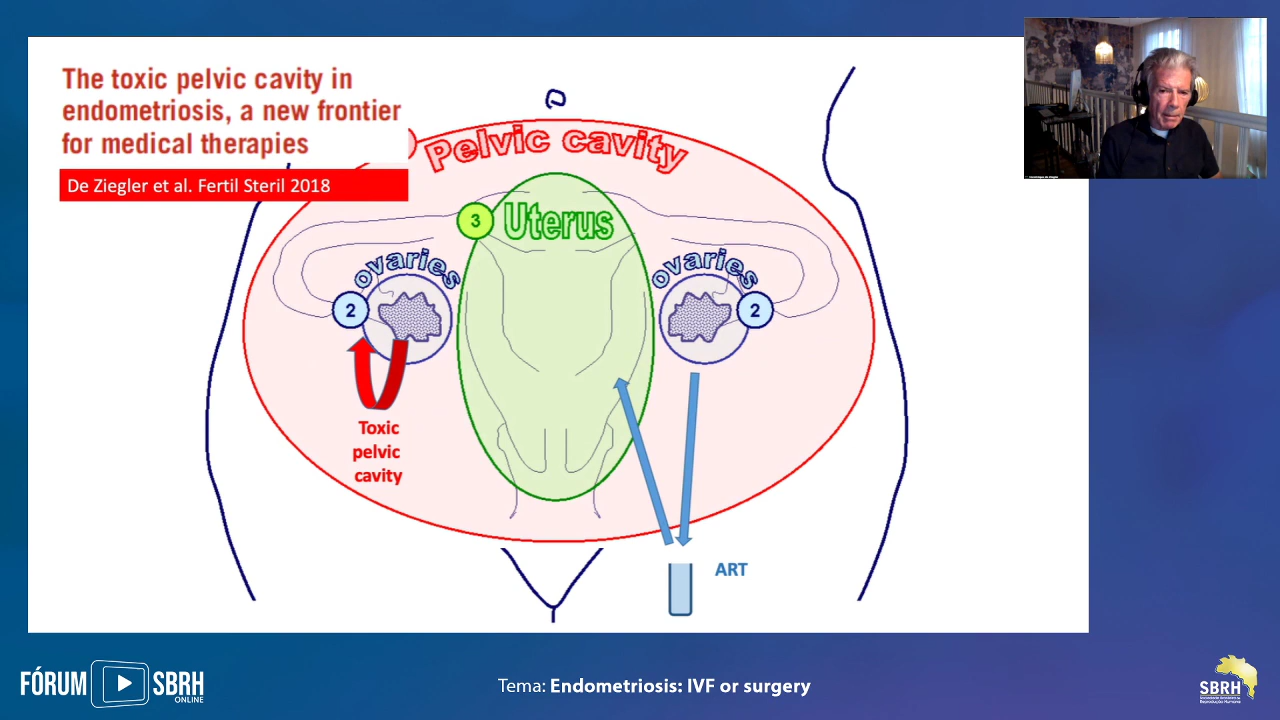 The toxic pelvic cavity in
endometriosis, a new frontier
for medical therapies
De Ziegler et al. Fertil Steril 2018
Pelvic cavity
3
Uterus
ovaries
ovaries
2
2
Toxic
pelvic
cavity
ART
FÓRUM
SBRH
ONLINE
Tema: Endometriosis: IVF or surgery
SBRH